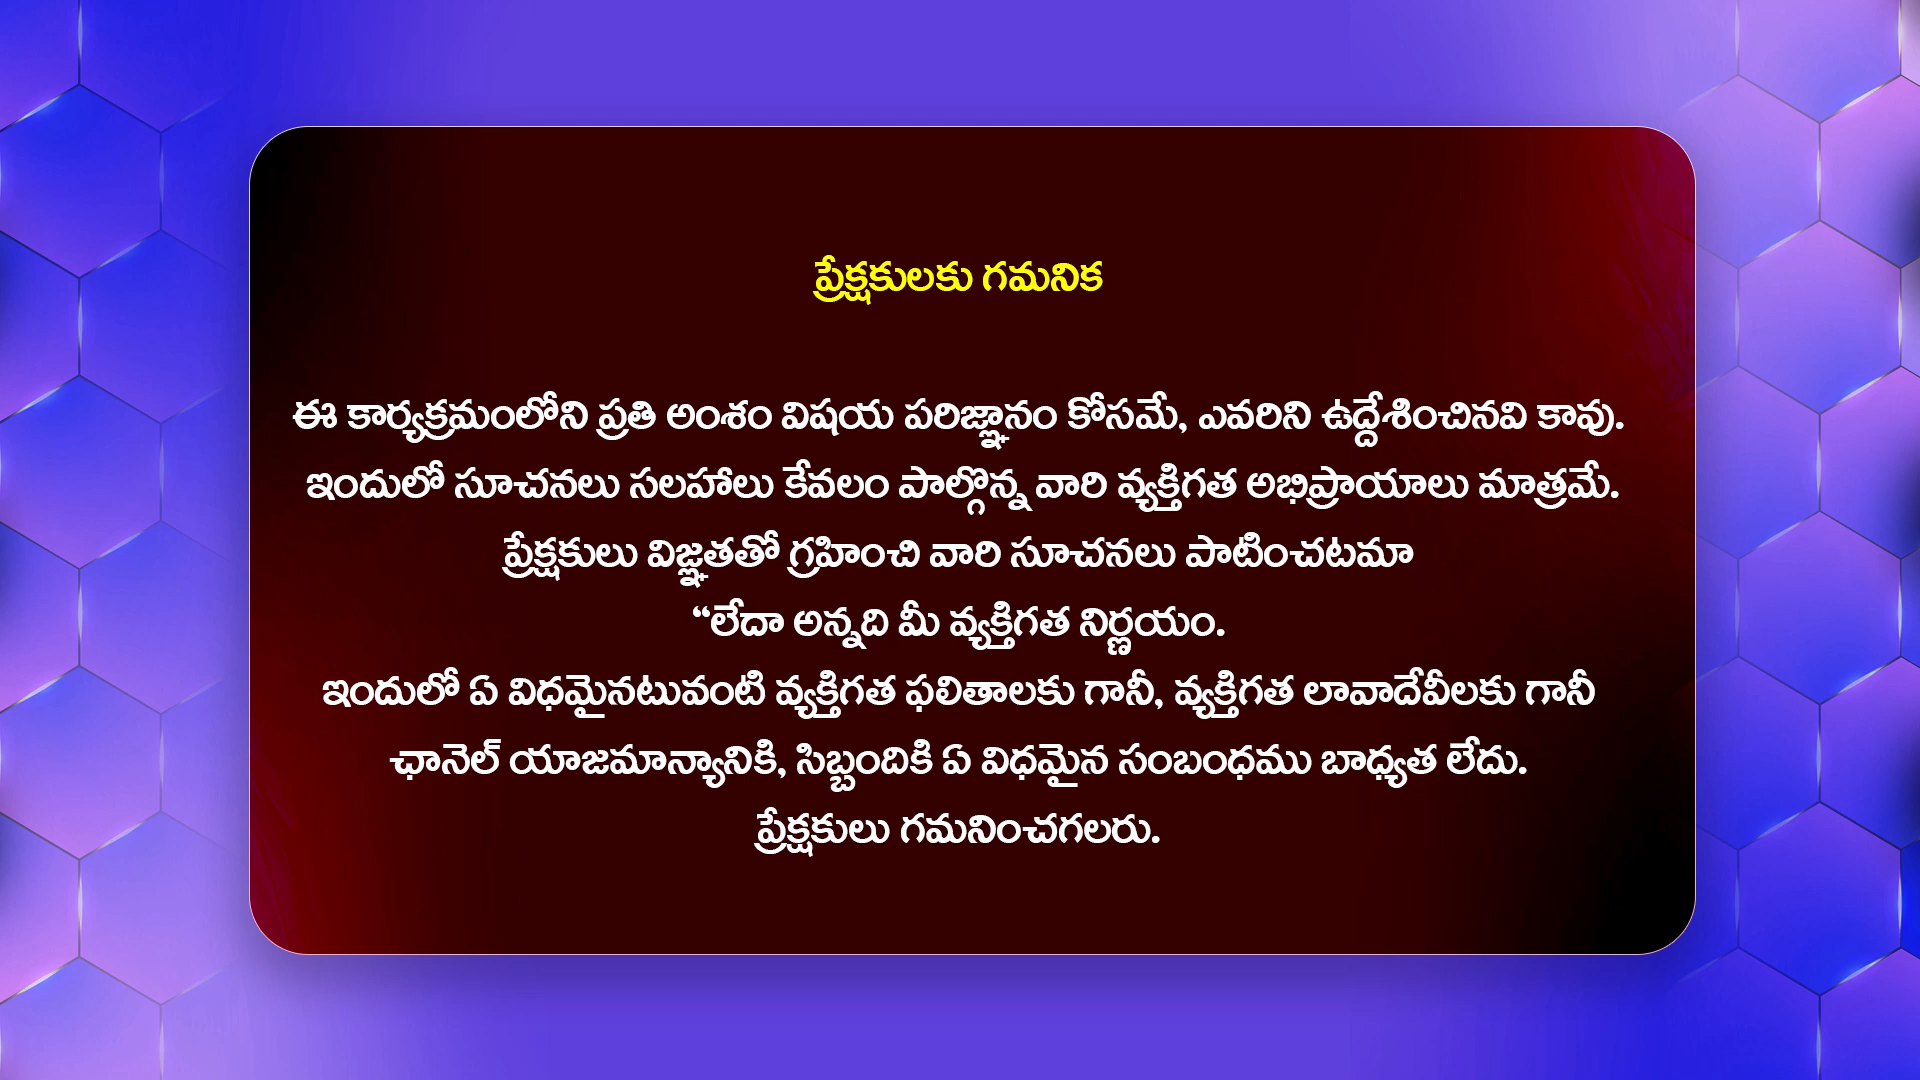 ప్రేక్షకులకు గమనిక
ఈ కార్యక్రమంలోని ప్రతి అంశం విషయ పరిజ్ఞానం కోసమే, ఎవరిని ఉద్దేశించినవి కావు.
ఇందులో సూచనలు సలహాలు కేవలం పాల్గొన్న వారి వ్యక్తిగత అభిప్రాయాలు మాత్రమే.
ప్రేక్షకులు విజ్ఞతతో గ్రహించి వారి సూచనలు పాటించటమా
“లేదా అన్నది మీ వ్యక్తిగత నిర్ణయం.
ఇందులో ఏ విధమైనటువంటి వ్యక్తిగత ఫలితాలకు గానీ, వ్యక్తిగత లావాదేవీలకు గానీ
ఛానెల్ యాజమాన్యానికి, సిబ్బందికి ఏ విధమైన సంబంధము బాధ్యత లేదు.
ప్రేక్షకులు గమనించగలరు.